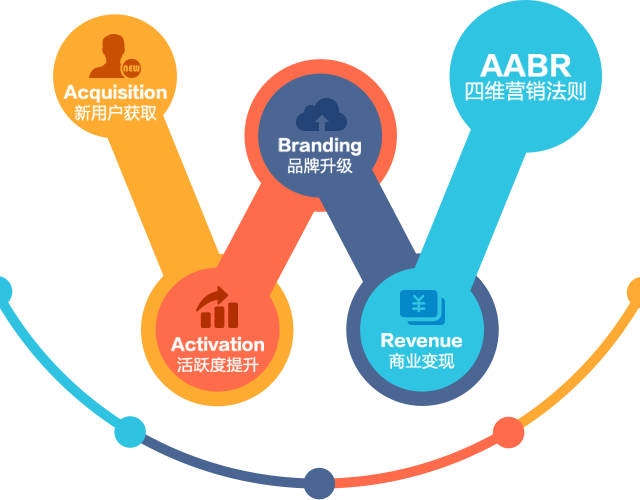 NEW
Acquisition
新用户获取
Activation
活跃度提升
Branding
品牌升级
Revenue
商业变现
AABR
四维营销法则